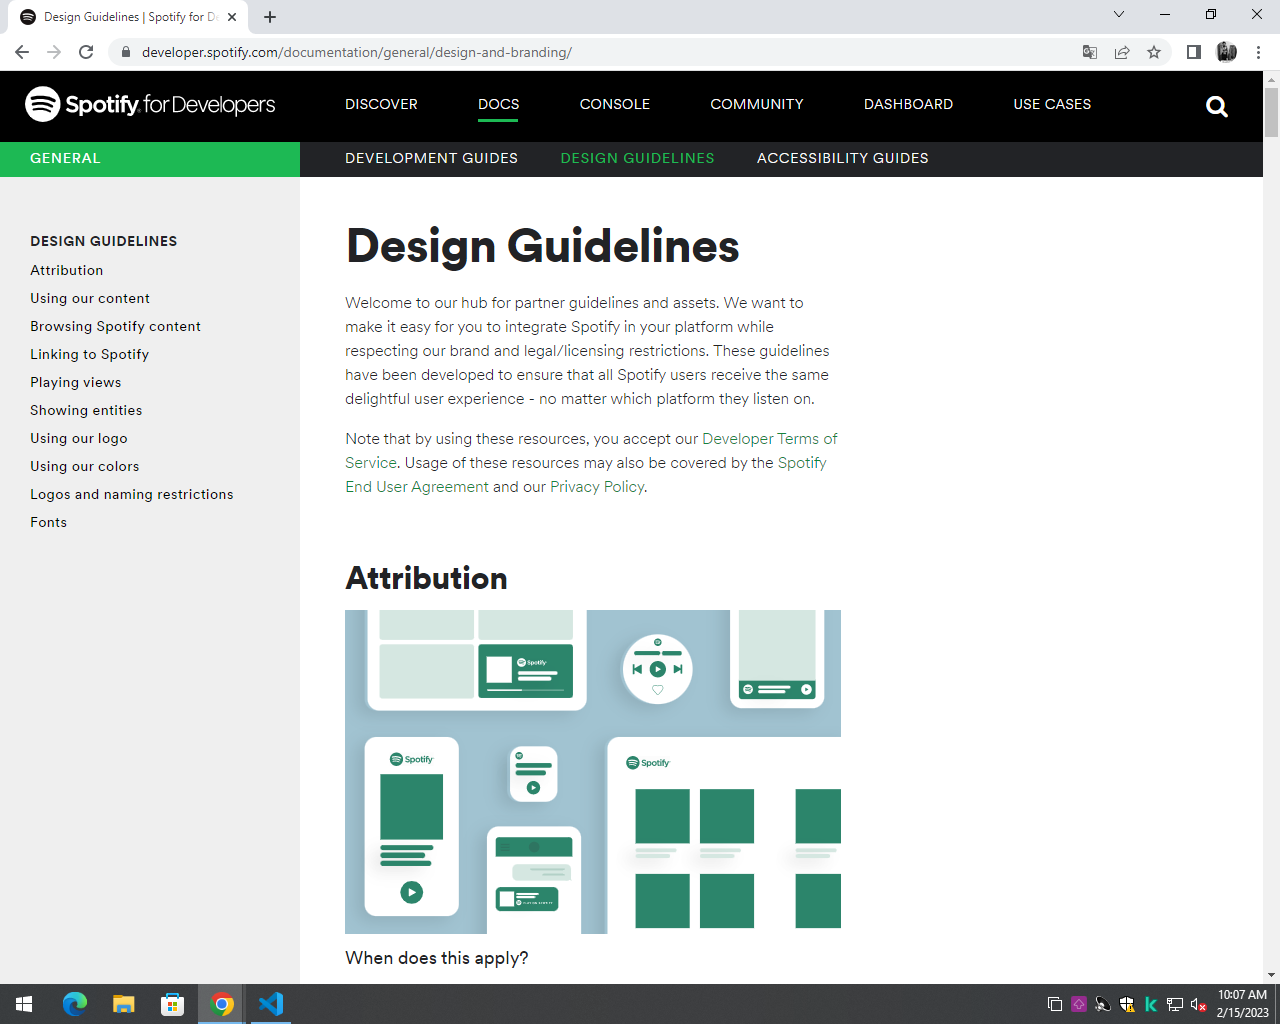 Design Guidelines | Spotify for De
developer.spotify.com/documentation/general/design-and-branding/
Spotify for Developers
DISCOVER
DOCS
CONSOLE
COMMUNITY
DASHBOARD
USE CASES
GENERAL
DEVELOPMENT GUIDES
DESIGN GUIDELINES
ACCESSIBILITY GUIDES
DESIGN GUIDELINES
Attribution
Using our content
Browsing Spotify content
Linking to Spotify
Playing views
Showing entities
Using our logo
Using our colors
Logos and naming restrictions
Fonts
Design Guidelines
Welcome to our hub for partner guidelines and assets. We want to
make it easy for you to integrate Spotify in your platform while
respecting our brand and legal/licensing restrictions. These guidelines
have been developed to ensure that all Spotify users receive the same
delightful user experience - no matter which platform they listen on.
Note that by using these resources, you accept our Developer Terms of
Service. Usage of these resources may also be covered by the Spotify
End User Agreement and our Privacy Policy.
Attribution
Spotify
Spotify
Spotify
When does this apply?
10:07 AM
2/15/2023